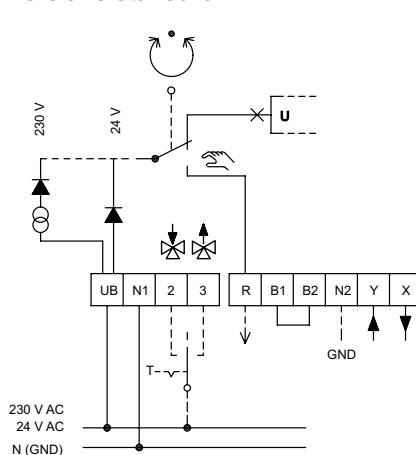 230 V
24 V
U
UB N1 2 3 R B1 B2 N2 Y X
GND
T
230 V AC
24 V AC
N (GND)